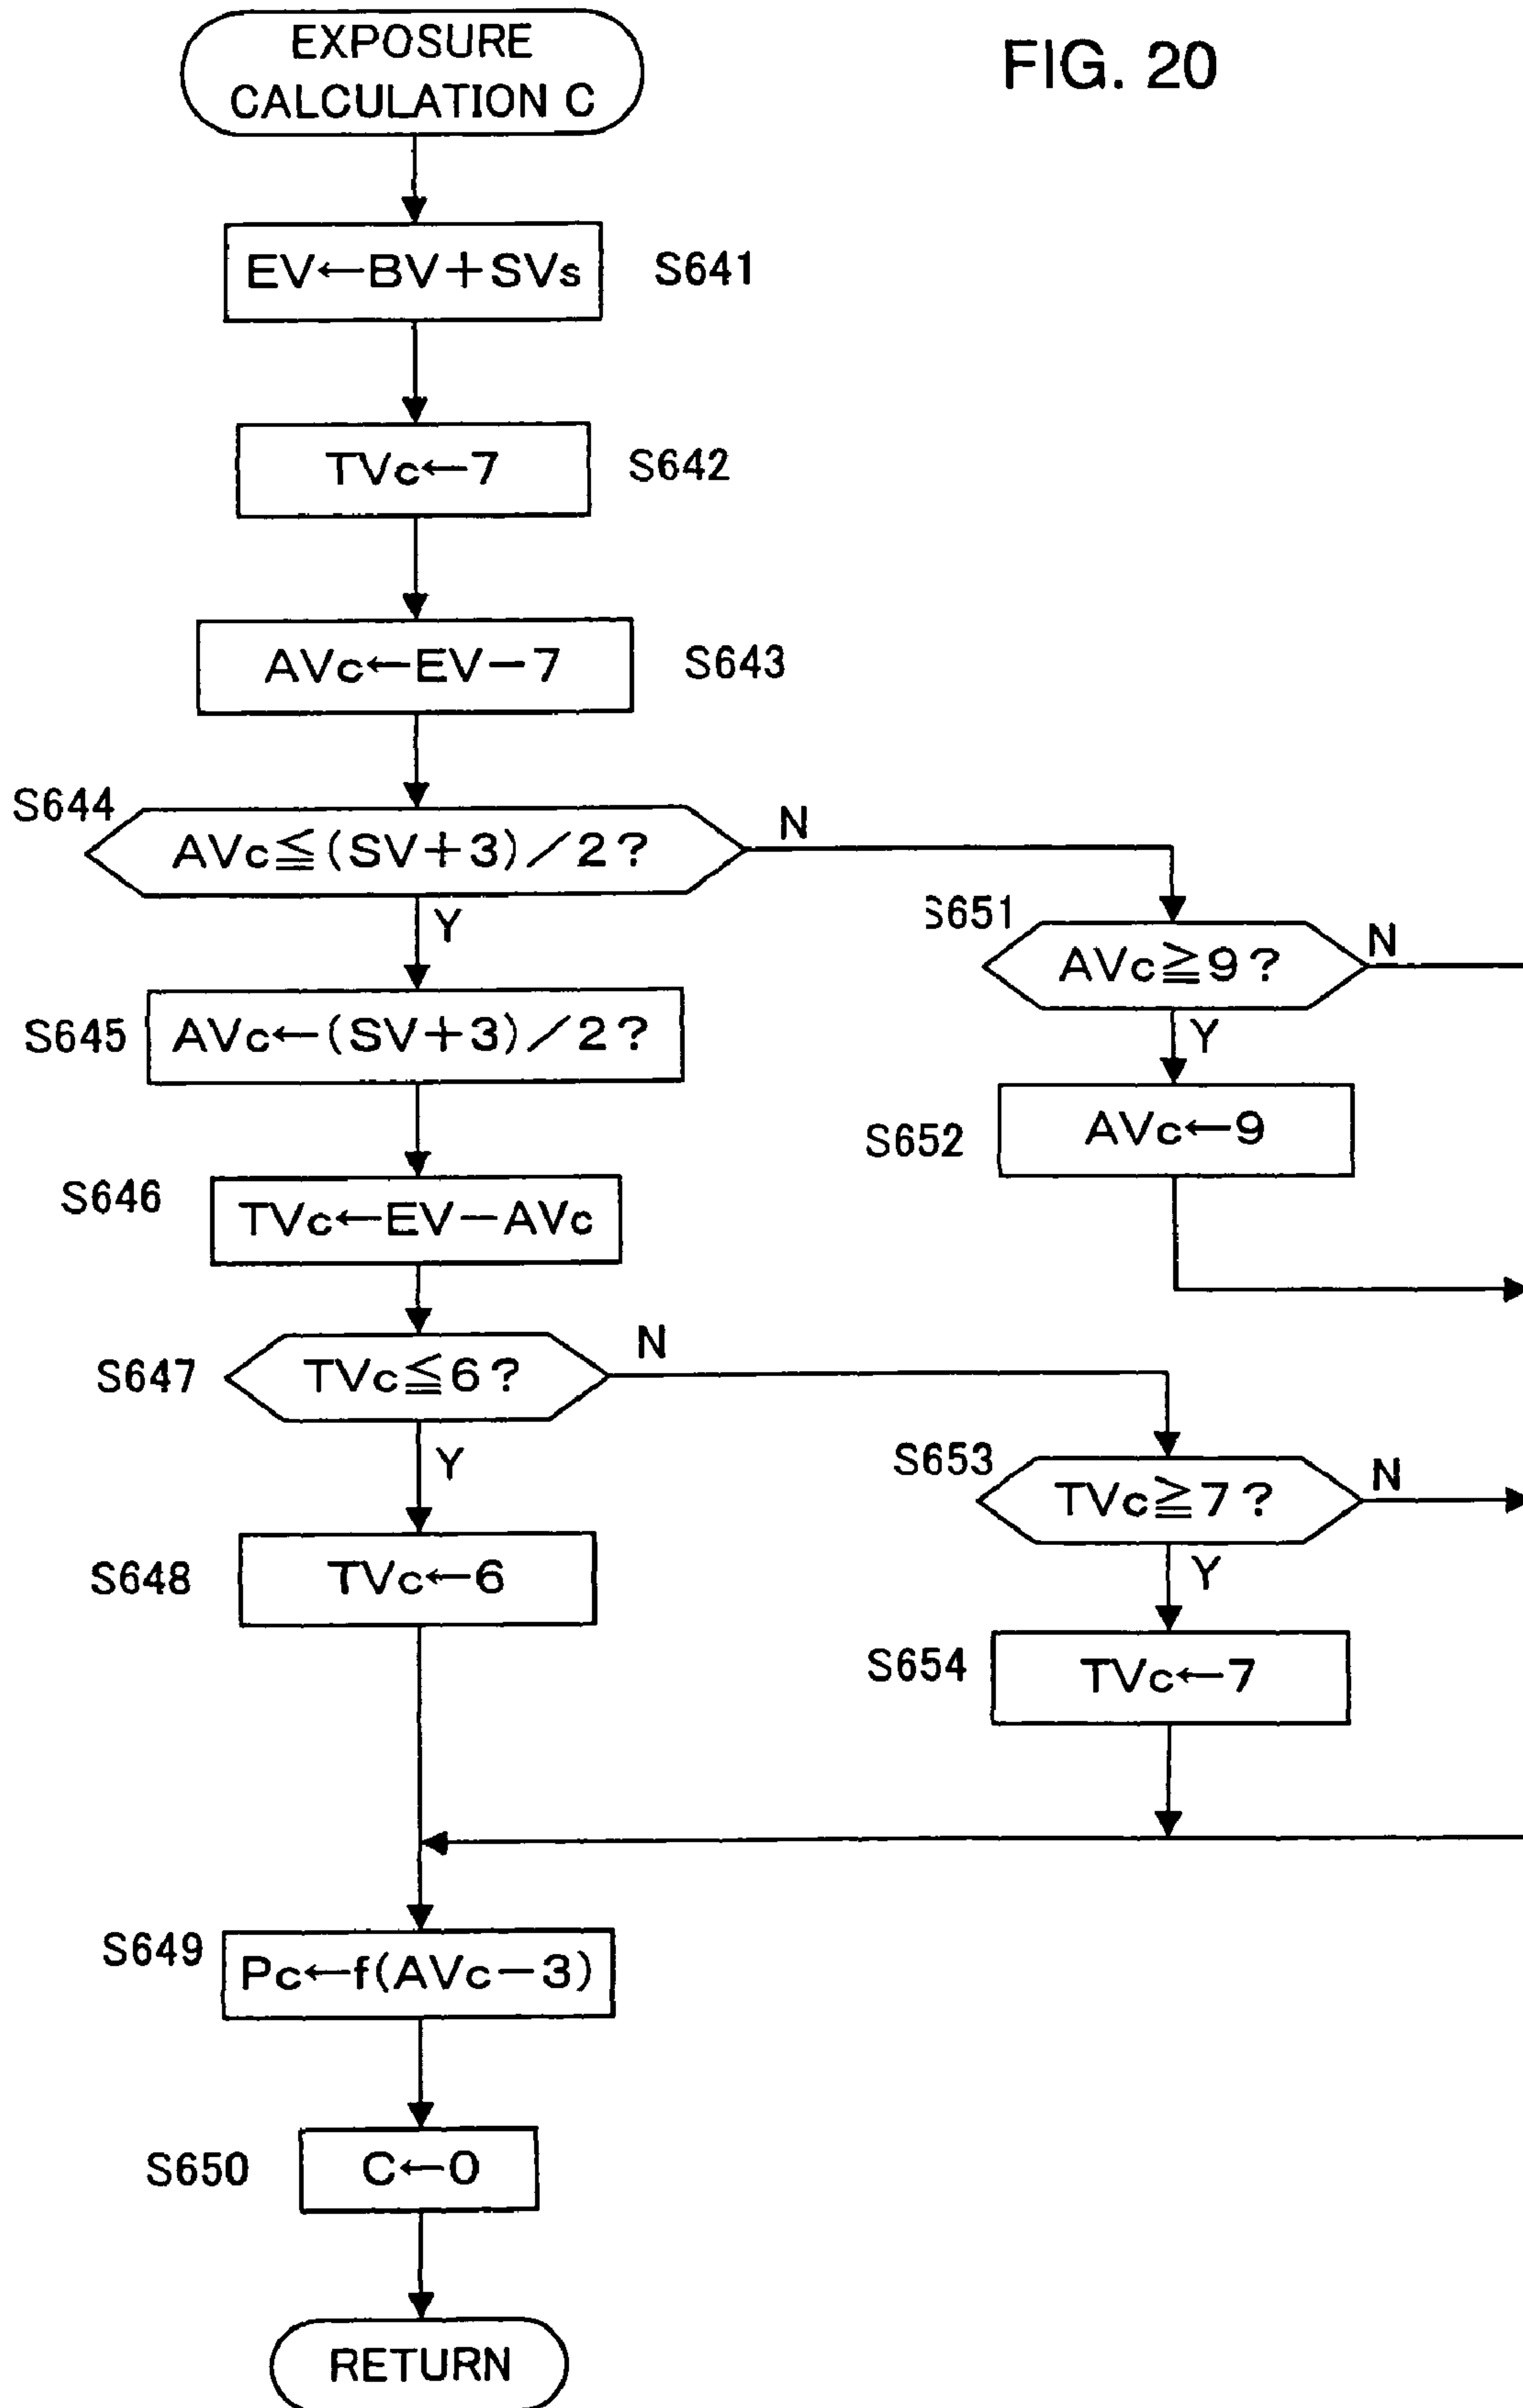 EXPOSURE
CALCULATION C
FIG. 20
EV←BV+SVs
S641
TVc←7
S642
AVc←EV−7
S643
S644
AVc≦(SV+3)/2?
N
Y
S651
AVc≧9?
N
Y
S645
AVc←(SV+3)/2?
S652
AVc←9
S646
TVc←EV−AVc
S647
TVc≦6?
N
Y
S653
TVc≧7?
N
Y
S648
TVc←6
S654
TVc←7
S649
Pc←f(AVc−3)
S650
C←0
RETURN